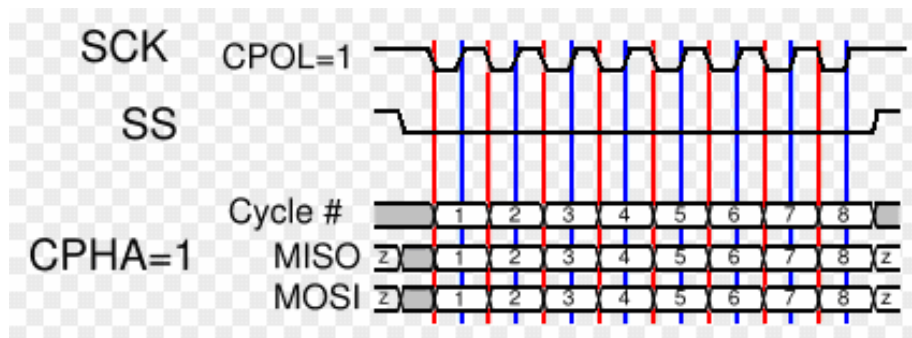 SCK CPOL=1
SS
Cycle # 1 2 3 4 5 6 7 8
CPHA=1 MISO z 1 2 3 4 5 6 7 8 z
MOSI z 1 2 3 4 5 6 7 8 z